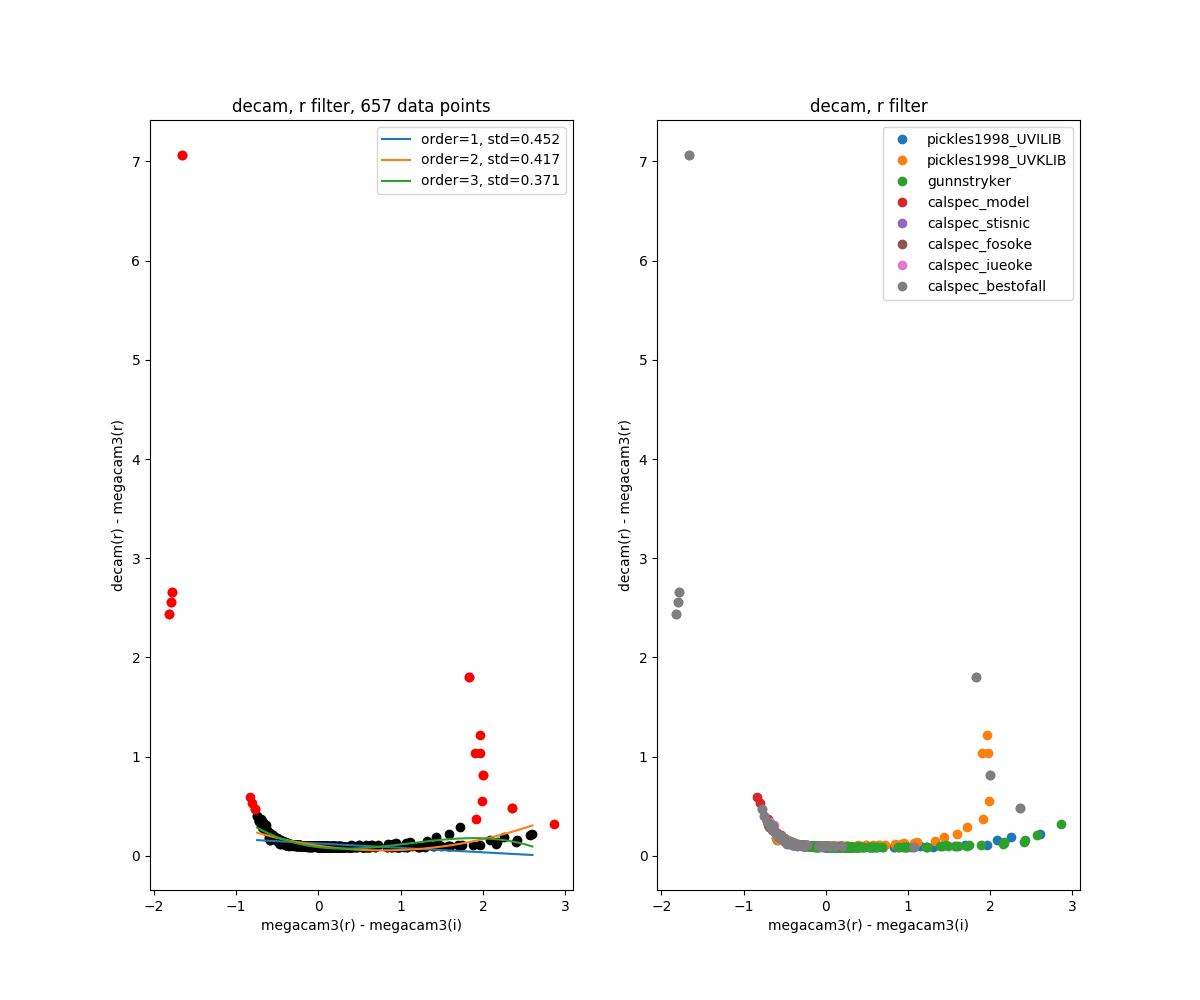 decam, r filter, 657 data points
order=1, std=0.452
order=2, std=0.417
order=3, std=0.371
7
6
5
4
3
2
1
0
decam(r) - megacam3(r)
−2
−1
0
1
2
3
megacam3(r) - megacam3(i)
decam, r filter
pickles1998_UVILIB
pickles1998_UVKLIB
gunnstryker
calspec_model
calspec_stisnic
calspec_fosoke
calspec_iueoke
calspec_bestofall
7
6
5
4
3
2
1
0
decam(r) - megacam3(r)
−2
−1
0
1
2
3
megacam3(r) - megacam3(i)